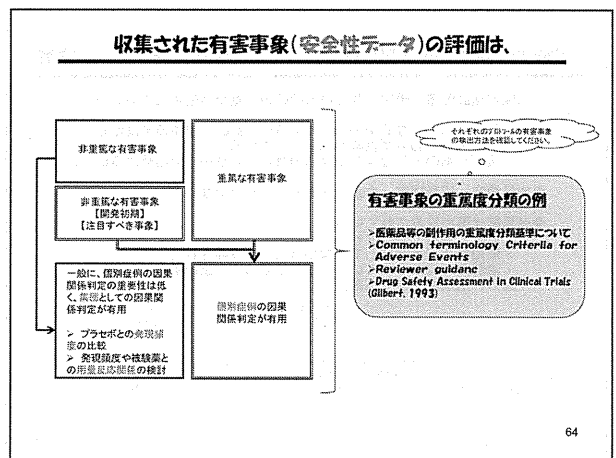 収集された有害事象(安全性データ)の評価は、
非重篤な有害事象
重篤な有害事象
非重篤な有害事象
【開発初期】
【注目すべき事象】
一般に、個別症例の因果
関係判定の重要性は低
く、集団としての因果関
係判定が有用
➢ プラセボとの発現頻
度の比較
➢ 発現頻度や被験薬と
の用量反応関係の検討
個別症例の因果
関係判定が有用
それぞれのプロトコールの有害事象
の検出方法を確認してください。
有害事象の重篤度分類の例
➢医薬品等の副作用の重篤度分類基準について
➢Common terminology Criteria for
Adverse Events
➢Reviewer guidanc
➢Drug Safety Assessment in Clinical Trials
(Gilbert, 1993)
64